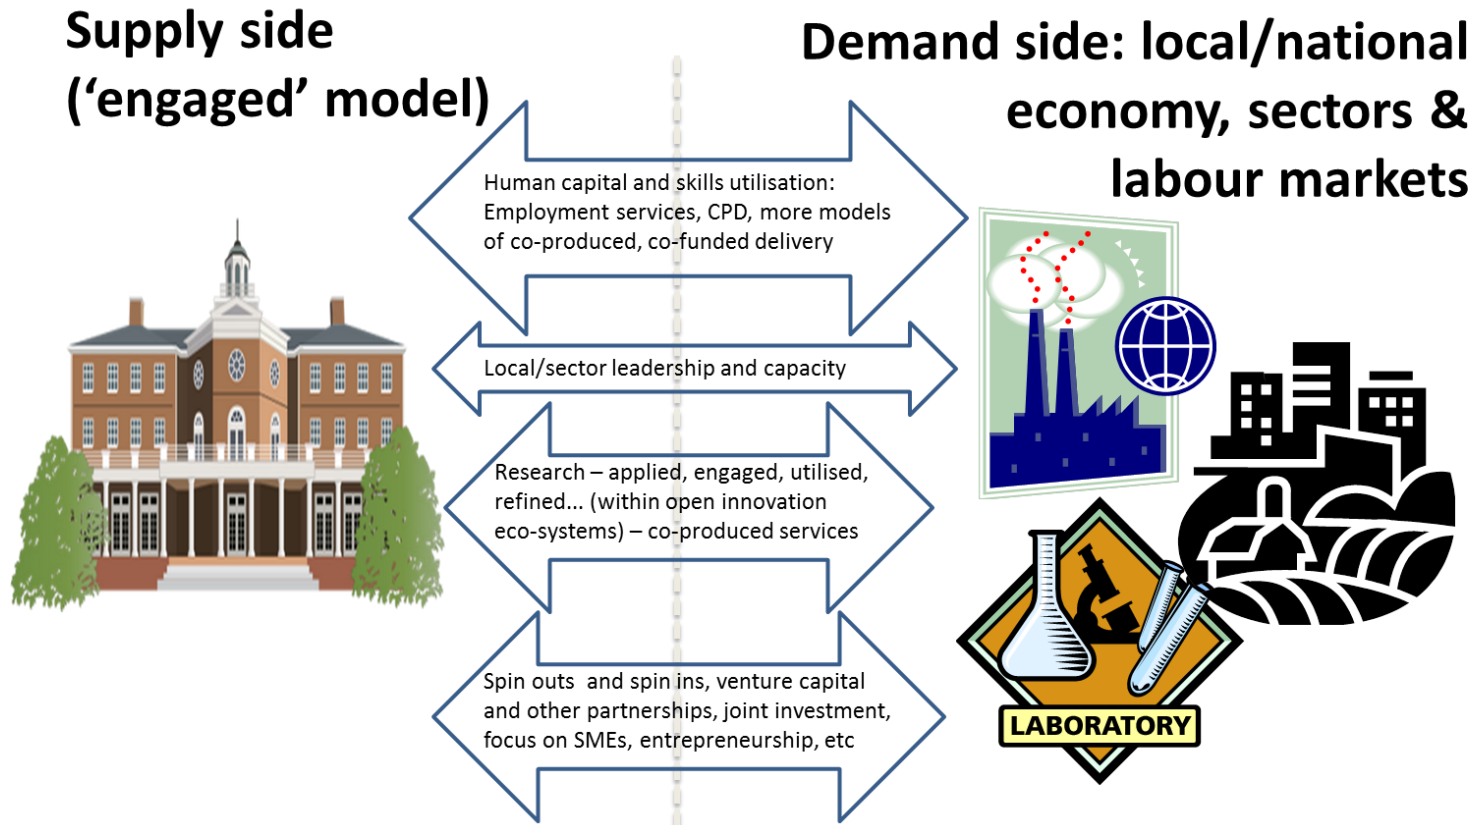 Supply side
(‘engaged’ model)
Demand side: local/national
economy, sectors &
labour markets
Human capital and skills utilisation:
Employment services, CPD, more models
of co-produced, co-funded delivery
Local/sector leadership and capacity
Research – applied, engaged, utilised,
refined... (within open innovation
eco-systems) – co-produced services
Spin outs  and spin ins, venture capital
and other partnerships, joint investment,
focus on SMEs, entrepreneurship, etc
LABORATORY